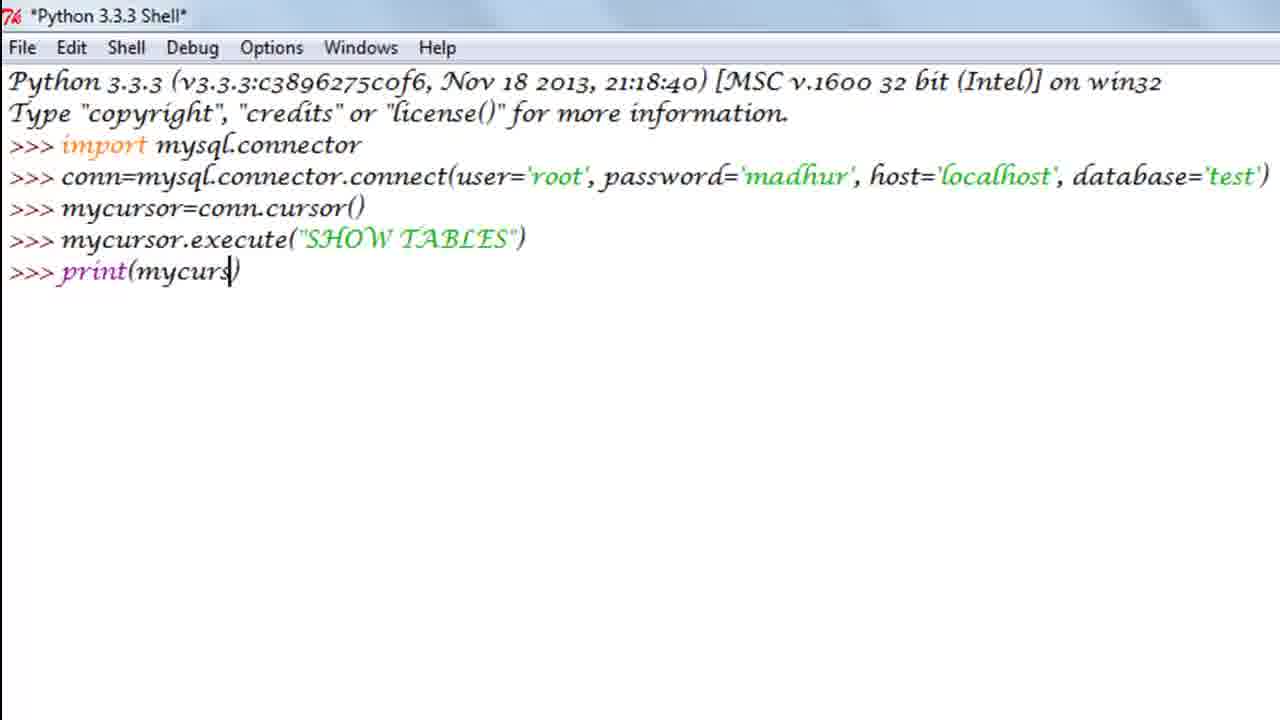 *Python 3.3.3 Shell*
File Edit Shell Debug Options Windows Help
Python 3.3.3 (v3.3.3:c3896275c0f6, Nov 18 2013, 21:18:40) [MSC v.1600 32 bit (Intel)] on win32
Type "copyright", "credits" or "license()" for more information.
>>> import mysql.connector
>>> conn=mysql.connector.connect(user='root', password='madhur', host='localhost', database='test')
>>> mycursor=conn.cursor()
>>> mycursor.execute("SHOW TABLES")
>>> print(mycurs)